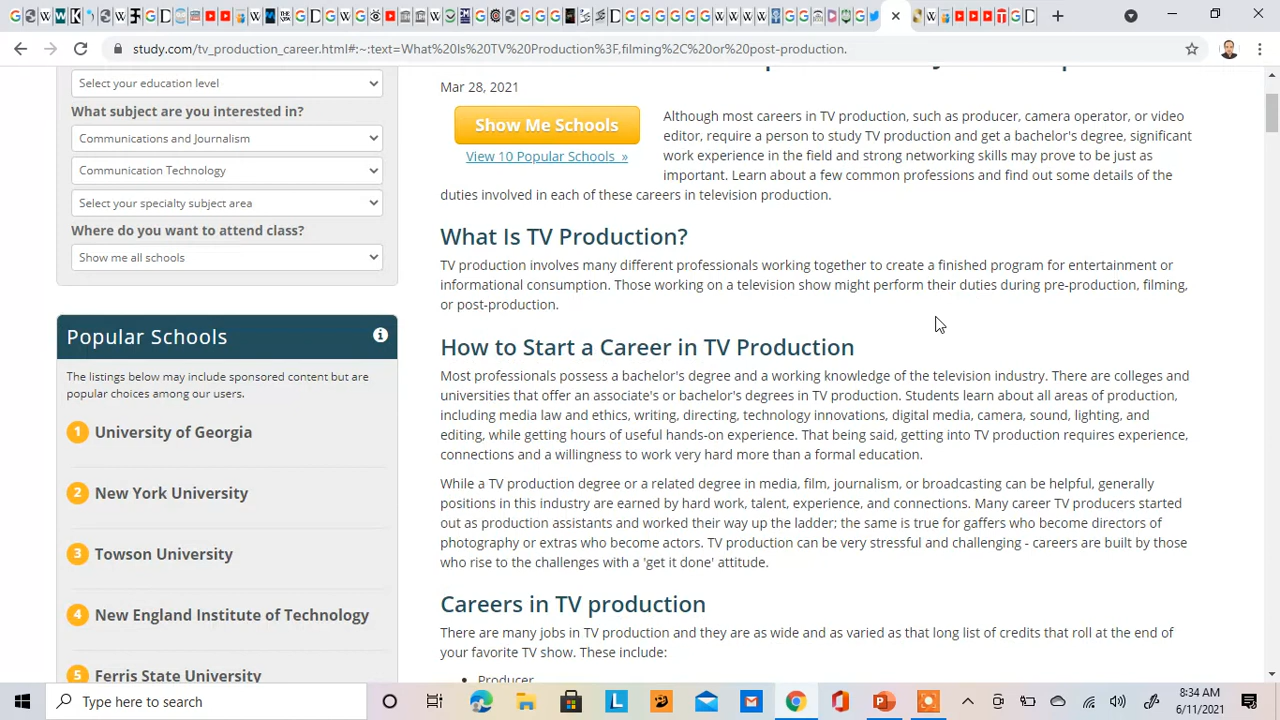 study.com/tv_production_career.html#:~:text=What%20Is%20TV%20Production%3F,filming%2C%20or%20post-production.
Select your education level
What subject are you interested in?
Communications and Journalism
Communication Technology
Select your specialty subject area
Where do you want to attend class?
Show me all schools
Popular Schools
The listings below may include sponsored content but are
popular choices among our users.
1 University of Georgia
2 New York University
3 Towson University
4 New England Institute of Technology
5 Ferris State University
Mar 28, 2021
Show Me Schools
View 10 Popular Schools »
Although most careers in TV production, such as producer, camera operator, or video
editor, require a person to study TV production and get a bachelor's degree, significant
work experience in the field and strong networking skills may prove to be just as
important. Learn about a few common professions and find out some details of the
duties involved in each of these careers in television production.
What Is TV Production?
TV production involves many different professionals working together to create a finished program for entertainment or
informational consumption. Those working on a television show might perform their duties during pre-production, filming,
or post-production.
How to Start a Career in TV Production
Most professionals possess a bachelor's degree and a working knowledge of the television industry. There are colleges and
universities that offer an associate's or bachelor's degrees in TV production. Students learn about all areas of production,
including media law and ethics, writing, directing, technology innovations, digital media, camera, sound, lighting, and
editing, while getting hours of useful hands-on experience. That being said, getting into TV production requires experience,
connections and a willingness to work very hard more than a formal education.
While a TV production degree or a related degree in media, film, journalism, or broadcasting can be helpful, generally
positions in this industry are earned by hard work, talent, experience, and connections. Many career TV producers started
out as production assistants and worked their way up the ladder; the same is true for gaffers who become directors of
photography or extras who become actors. TV production can be very stressful and challenging - careers are built by those
who rise to the challenges with a 'get it done' attitude.
Careers in TV production
There are many jobs in TV production and they are as wide and as varied as that long list of credits that roll at the end of
your favorite TV show. These include:
• Producer
Type here to search
8:34 AM
6/11/2021